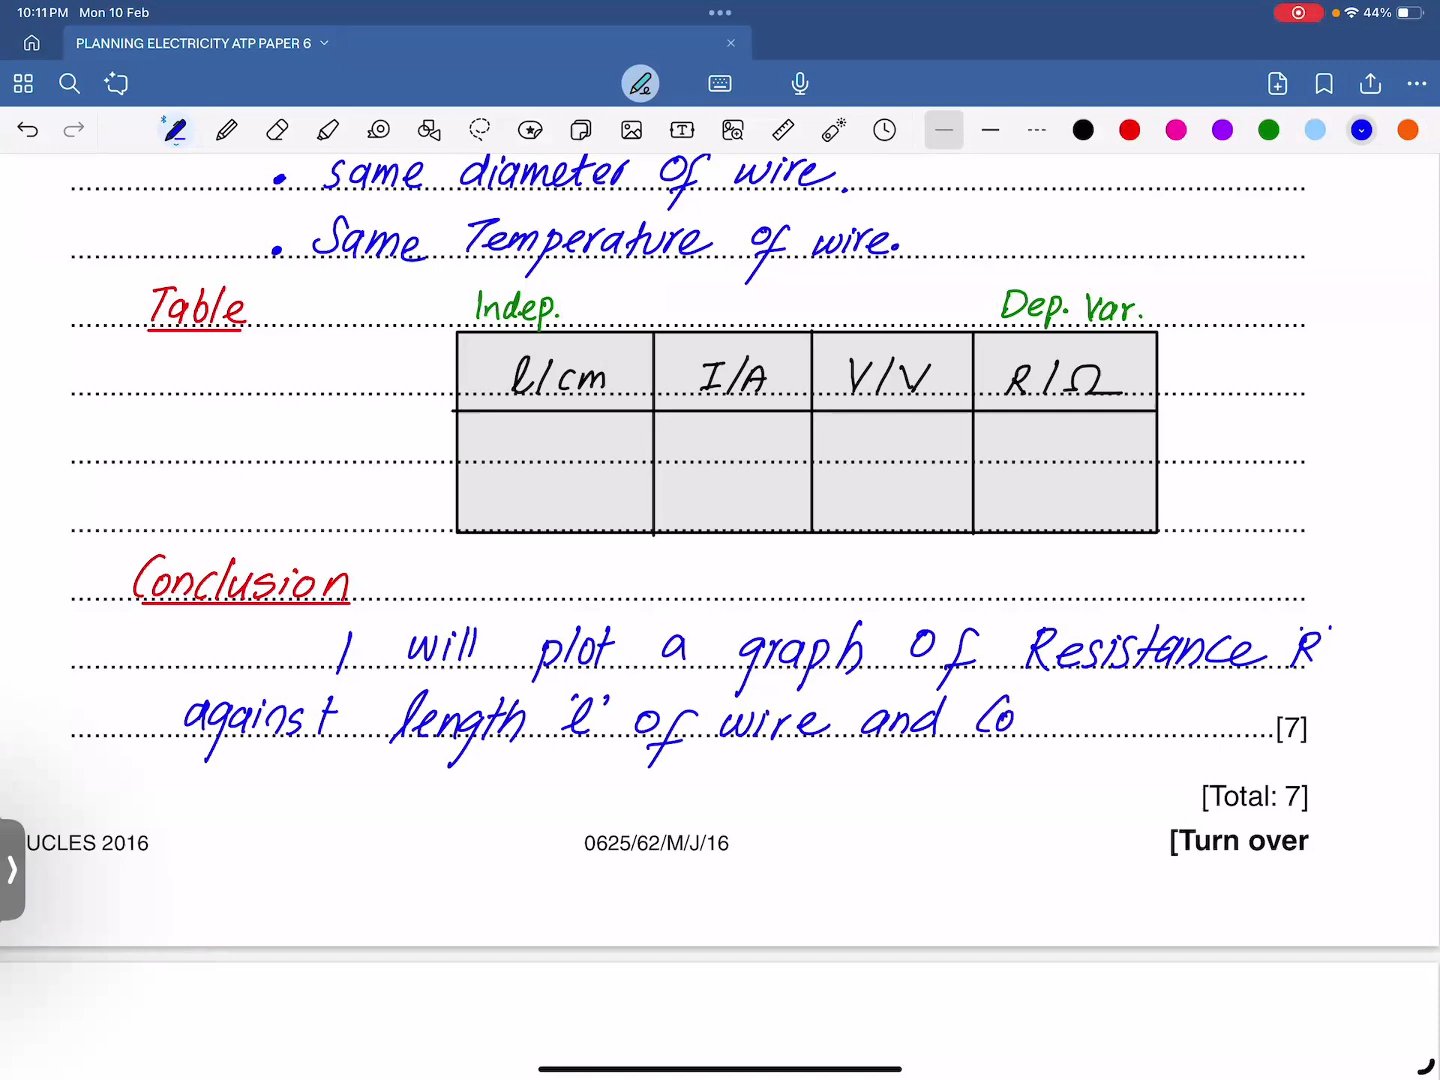 10:11 PM Mon 10 Feb
44%
PLANNING ELECTRICITY ATP PAPER 6
• same diameter of wire.
• Same Temperature of wire.
Table Indep. Dep. Var.
l/cm I/A V/V R/Ω
Conclusion
I will plot a graph of Resistance 'R'
against length 'l' of wire and Co
[7]
[Total: 7]
UCLES 2016 0625/62/M/J/16 [Turn over